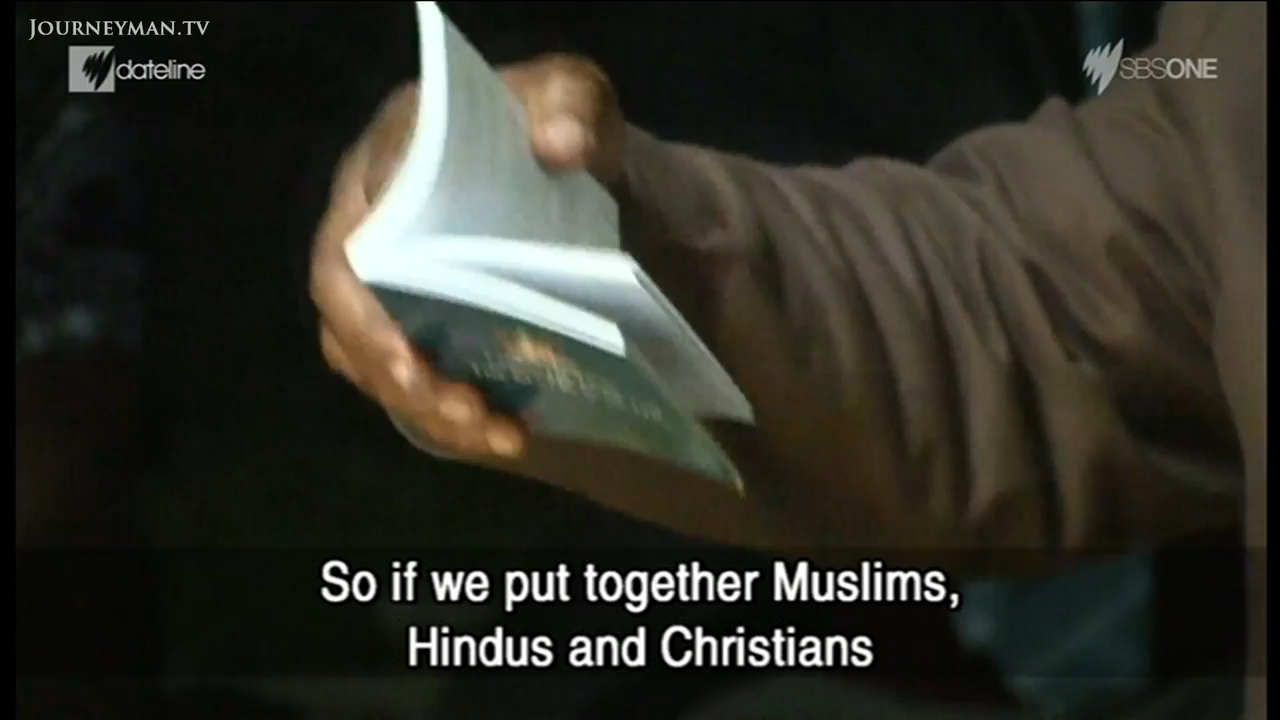 JOURNEYMAN.TV
dateline
SBSONE
So if we put together Muslims,
Hindus and Christians